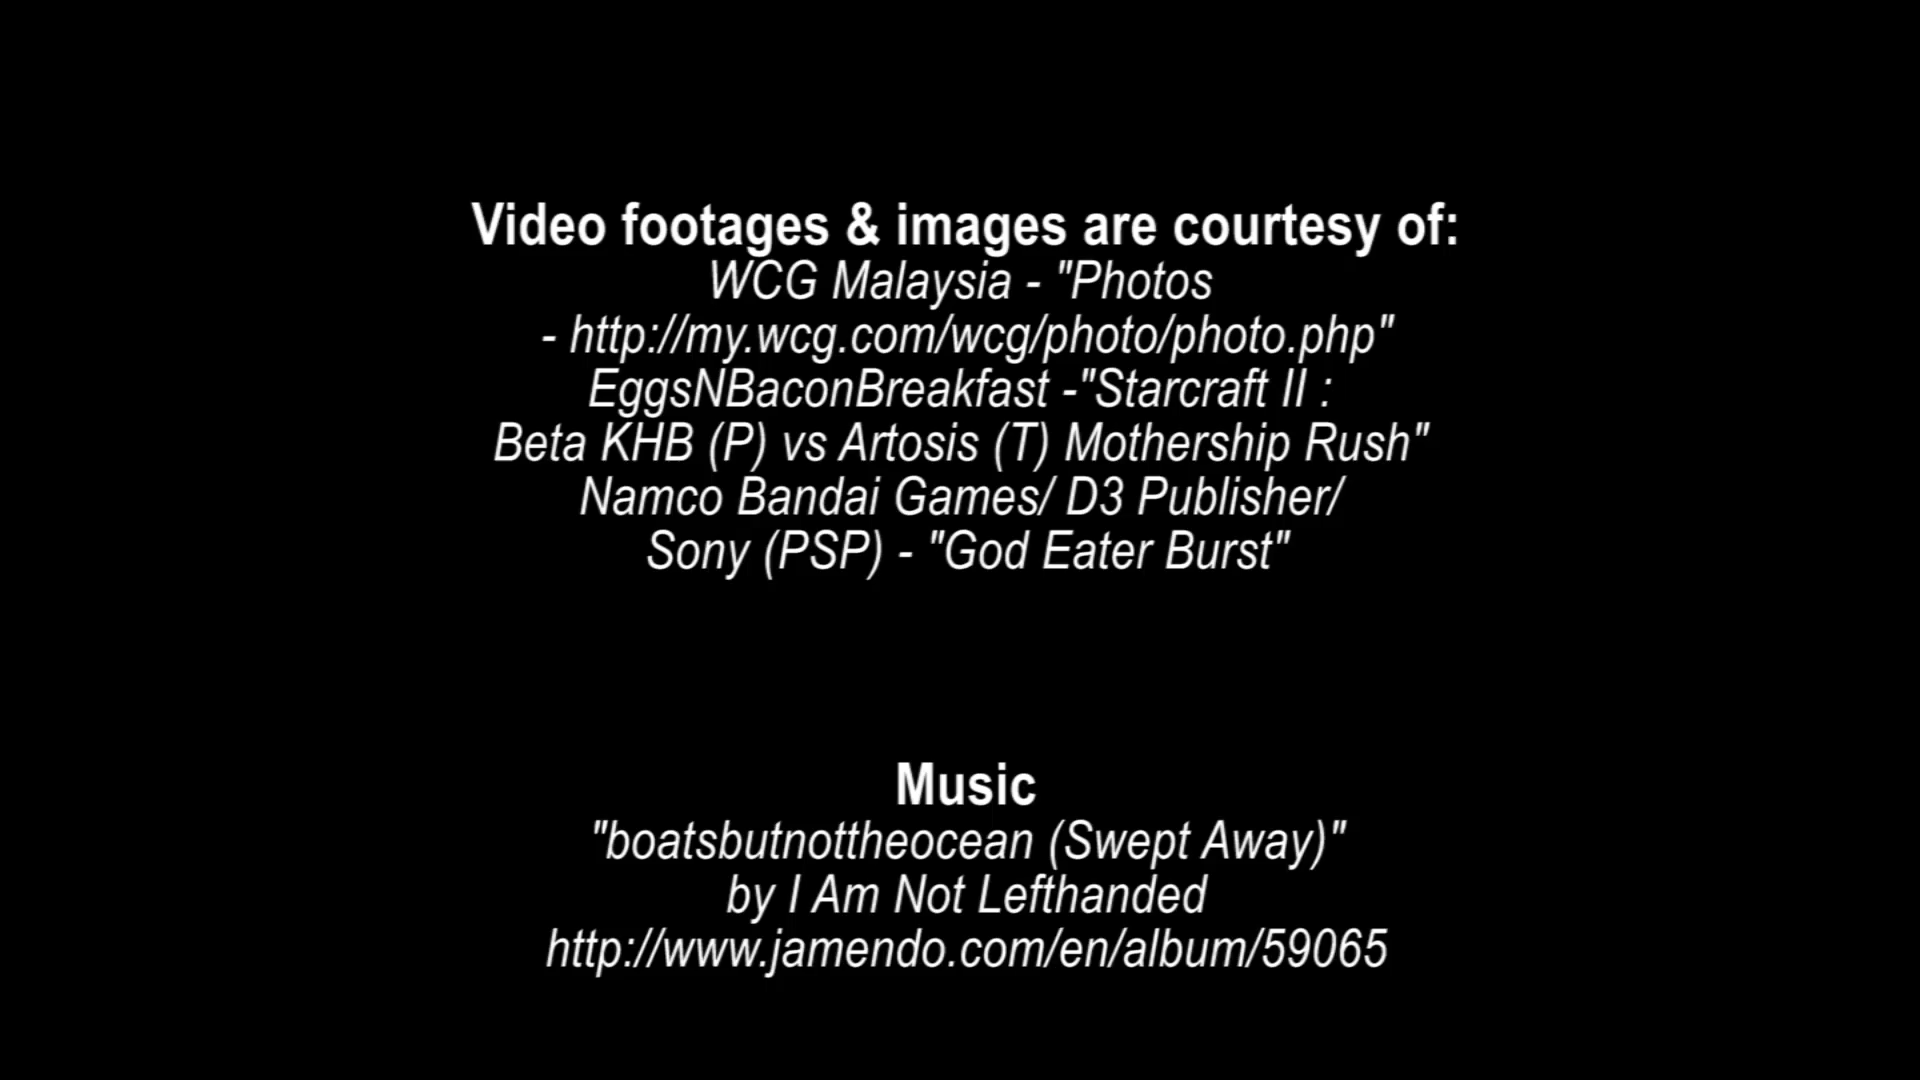 Video footages & images are courtesy of:
WCG Malaysia - "Photos
- http://my.wcg.com/wcg/photo/photo.php"
EggsNBaconBreakfast -"Starcraft II :
Beta KHB (P) vs Artosis (T) Mothership Rush"
Namco Bandai Games/ D3 Publisher/
Sony (PSP) - "God Eater Burst"
Music
"boatsbutnottheocean (Swept Away)"
by I Am Not Lefthanded
http://www.jamendo.com/en/album/59065